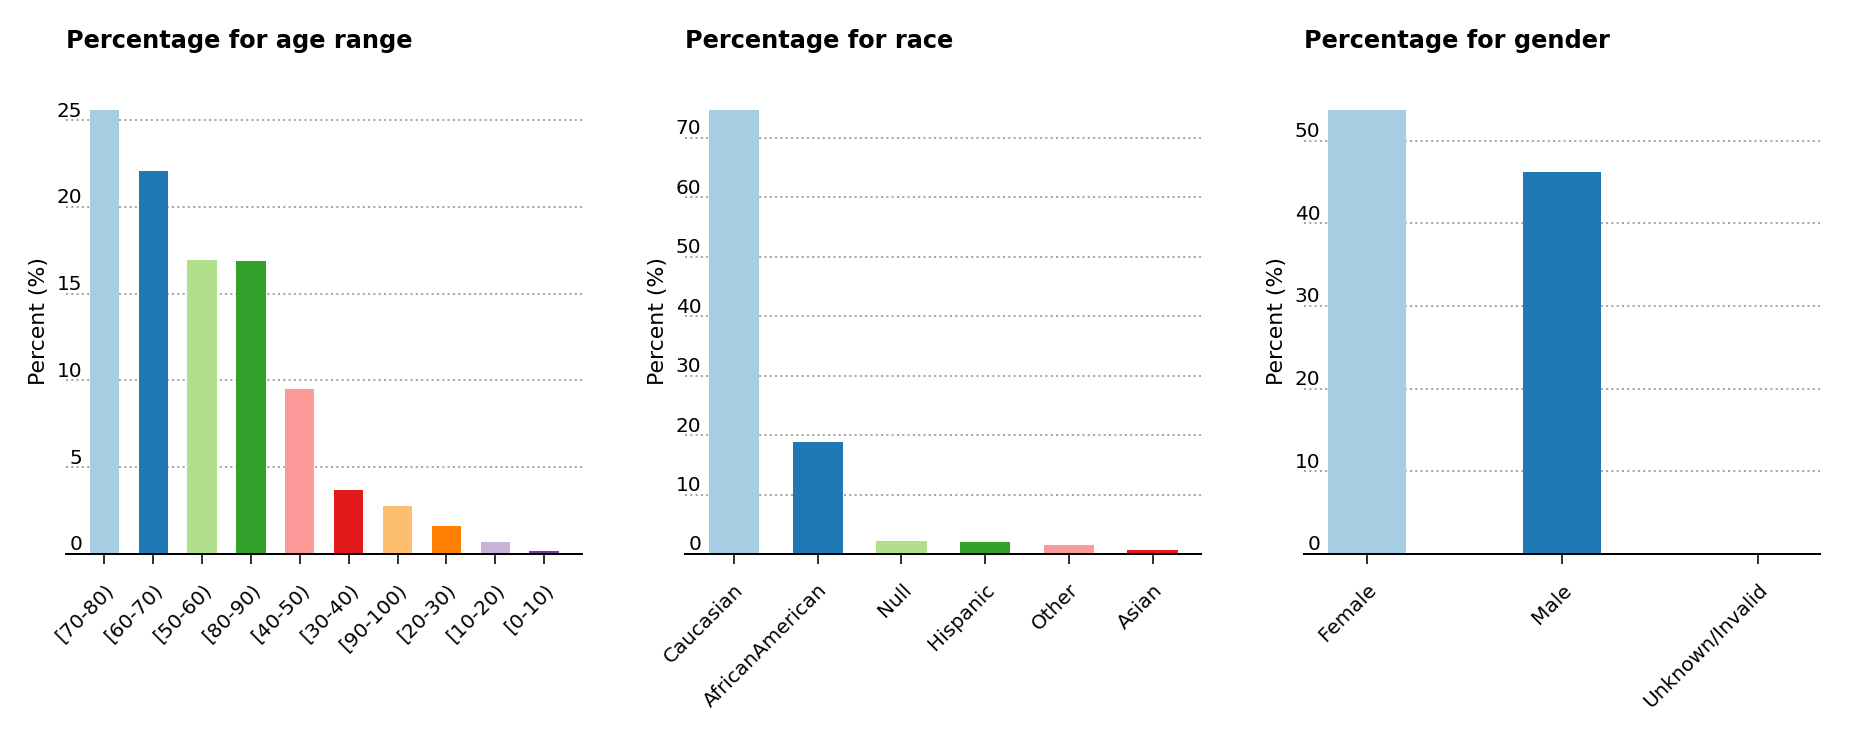 Percentage for age range
Percent (%)
25
20
15
10
5
0
[70-80)
[60-70)
[50-60)
[80-90)
[40-50)
[30-40)
[90-100)
[20-30)
[10-20)
[0-10)
Percentage for race
Percent (%)
70
60
50
40
30
20
10
0
Caucasian
AfricanAmerican
Null
Hispanic
Other
Asian
Percentage for gender
Percent (%)
50
40
30
20
10
0
Female
Male
Unknown/Invalid